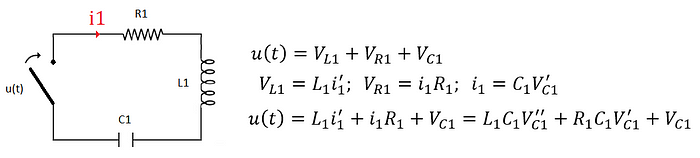 i1
R1
L1
u(t)
C1
u(t) = V_{L1} + V_{R1} + V_{C1}
V_{L1} = L_1 i_1'; V_{R1} = i_1 R_1; i_1 = C_1 V_{C1}'
u(t) = L_1 i_1' + i_1 R_1 + V_{C1} = L_1 C_1 V_{C1}'' + R_1 C_1 V_{C1}' + V_{C1}